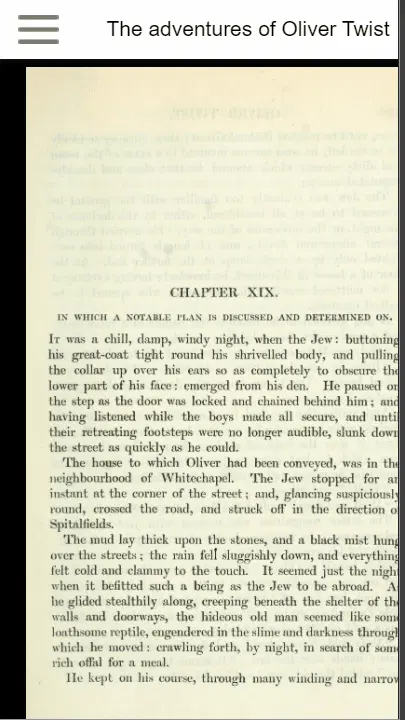 The adventures of Oliver Twist
CHAPTER XIX.
IN WHICH A NOTABLE PLAN IS DISCUSSED AND DETERMINED ON.
It was a chill, damp, windy night, when the Jew: buttoning
his great-coat tight round his shrivelled body, and pulling
the collar up over his ears so as completely to obscure the
lower part of his face: emerged from his den. He paused on
the step as the door was locked and chained behind him; and
having listened while the boys made all secure, and until
their retreating footsteps were no longer audible, slunk down
the street as quickly as he could.
The house to which Oliver had been conveyed, was in the
neighbourhood of Whitechapel. The Jew stopped for an
instant at the corner of the street; and, glancing suspiciously
round, crossed the road, and struck off in the direction o
Spitalfields.
The mud lay thick upon the stones, and a black mist hung
over the streets; the rain fell sluggishly down, and everything
felt cold and clammy to the touch. It seemed just the night
when it befitted such a being as the Jew to be abroad. A
he glided stealthily along, creeping beneath the shelter of the
walls and doorways, the hideous old man seemed like some
loathsome reptile, engendered in the slime and darkness through
which he moved: crawling forth, by night, in search of some
rich offal for a meal.
He kept on his course, through many winding and narrow